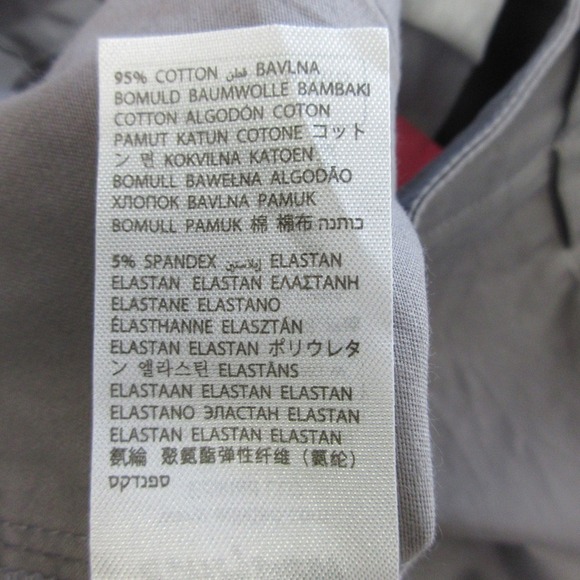 95% COTTON قطن BAVLNA
BOMULD BAUMWOLLE BAMBAKI
COTTON ALGODÓN COTON
PAMUT KATUN COTONE コット
ン 면 KOKVILNA KATOEN
BOMULL BAWEŁNA ALGODÃO
ХЛОПОК BAVLNA PAMUK
BOMULL PAMUK 棉 棉布 כותנה
5% SPANDEX إيلاستين ELASTAN
ELASTAN ELASTAN ΕΛΑΣΤΑΝΗ
ELASTANE ELASTANO
ÉLASTHANNE ELASZTÁN
ELASTAN ELASTAN ポリウレタ
ン 엘라스틴 ELASTĀNS
ELASTAAN ELASTAN ELASTAN
ELASTANO ЭЛАСТАН ELASTAN
ELASTAN ELASTAN ELASTAN
氨綸 聚氨酯弹性纤维（氨纶）
ספנדקס